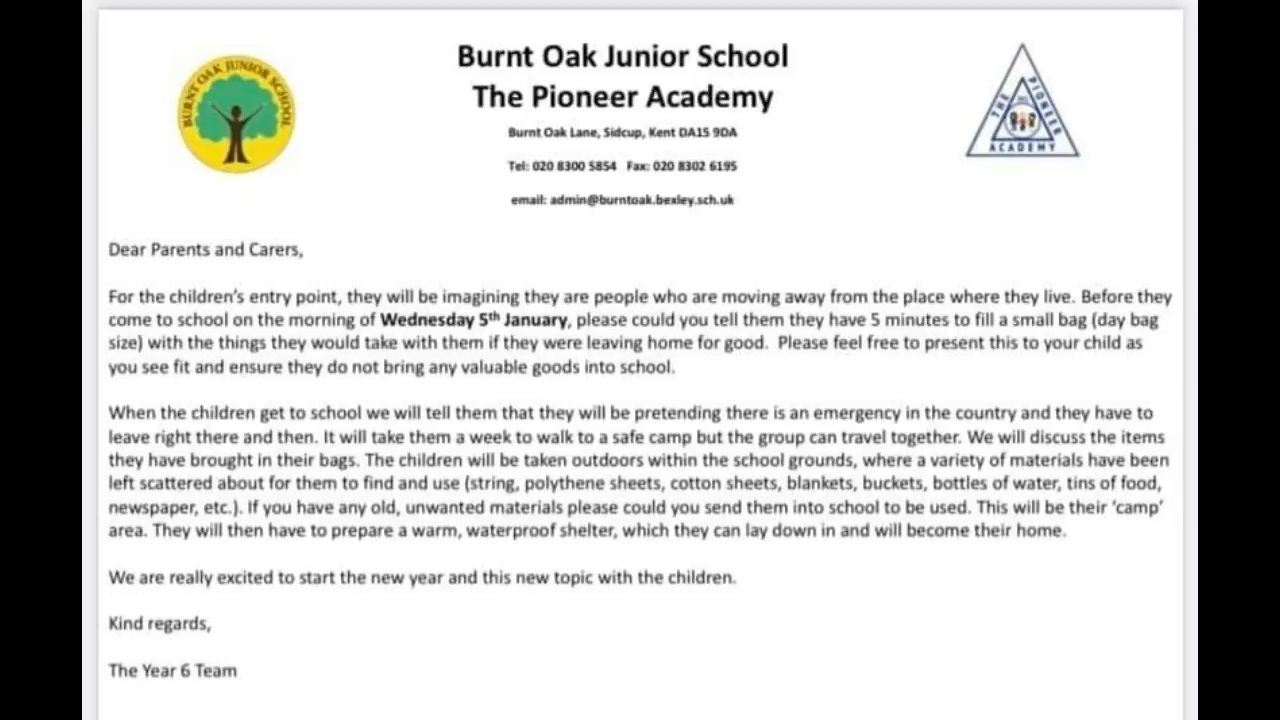 BURNT OAK JUNIOR SCHOOL
Burnt Oak Junior School
The Pioneer Academy
Burnt Oak Lane, Sidcup, Kent DA15 9DA
Tel: 020 8300 5854 Fax: 020 8302 6195
email: admin@burntoak.bexley.sch.uk
THE PIONEER ACADEMY
Dear Parents and Carers,
For the children's entry point, they will be imagining they are people who are moving away from the place where they live. Before they
come to school on the morning of Wednesday 5th January, please could you tell them they have 5 minutes to fill a small bag (day bag
size) with the things they would take with them if they were leaving home for good. Please feel free to present this to your child as
you see fit and ensure they do not bring any valuable goods into school.
When the children get to school we will tell them that they will be pretending there is an emergency in the country and they have to
leave right there and then. It will take them a week to walk to a safe camp but the group can travel together. We will discuss the items
they have brought in their bags. The children will be taken outdoors within the school grounds, where a variety of materials have been
left scattered about for them to find and use (string, polythene sheets, cotton sheets, blankets, buckets, bottles of water, tins of food,
newspaper, etc.). If you have any old, unwanted materials please could you send them into school to be used. This will be their 'camp'
area. They will then have to prepare a warm, waterproof shelter, which they can lay down in and will become their home.
We are really excited to start the new year and this new topic with the children.
Kind regards,
The Year 6 Team